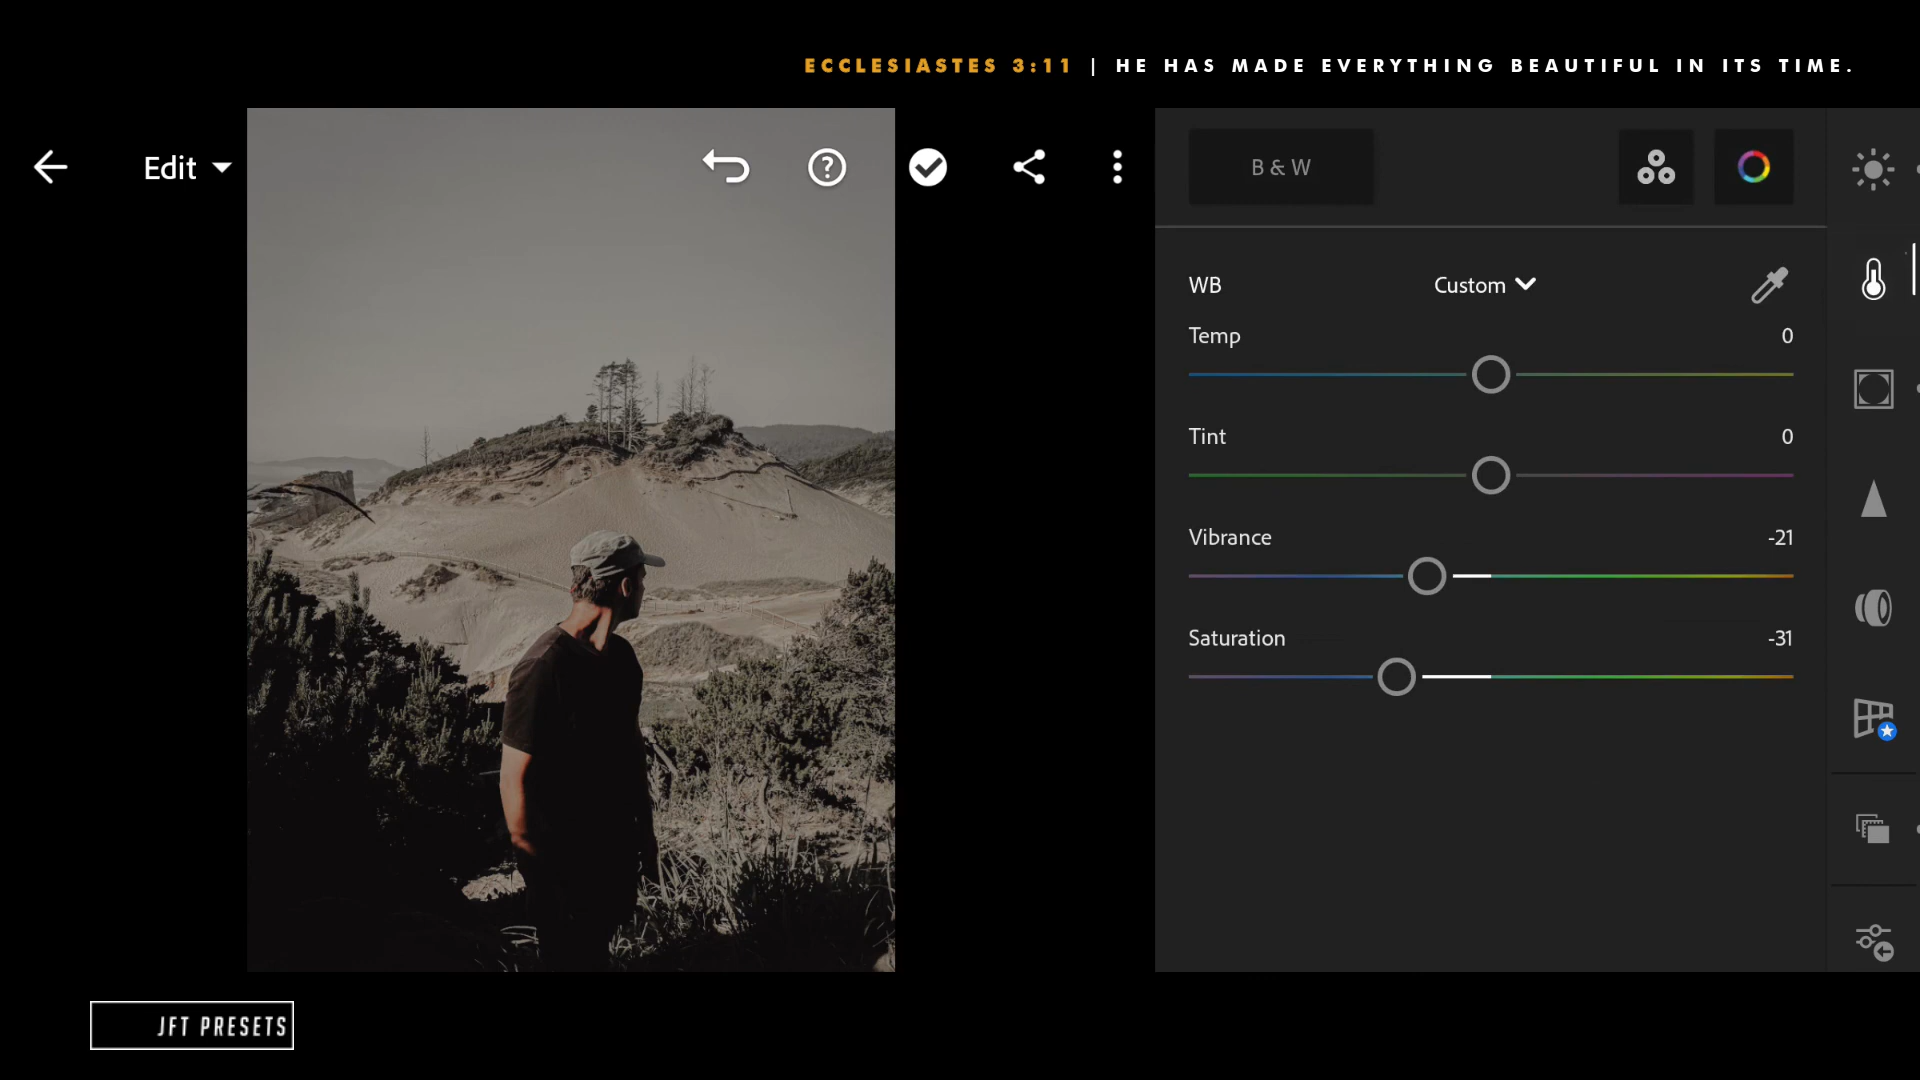 ECCLESIASTES 3:11 | HE HAS MADE EVERYTHING BEAUTIFUL IN ITS TIME.
Edit
B & W
WB Custom
Temp 0
Tint 0
Vibrance -21
Saturation -31
JFT PRESETS